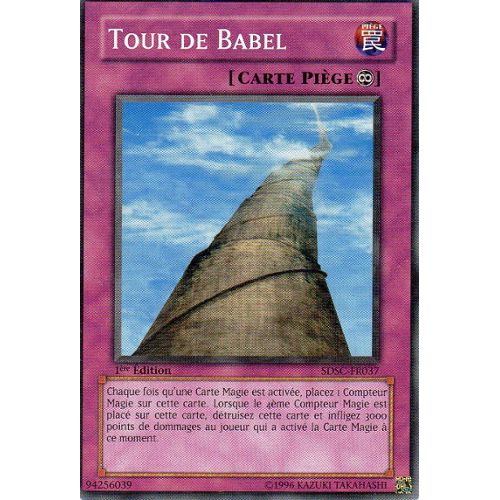 TOUR DE BABEL
PIÈGE
罠
[CARTE PIÈGE]
1ère Édition
SDSC-FR037
Chaque fois qu'une Carte Magie est activée, placez 1 Compteur
Magie sur cette carte. Lorsque le 4ème Compteur Magie est
placé sur cette carte, détruisez cette carte et infligez 3000
points de dommages au joueur qui a activé la Carte Magie à
ce moment.
94256039
©1996 KAZUKI TAKAHASHI